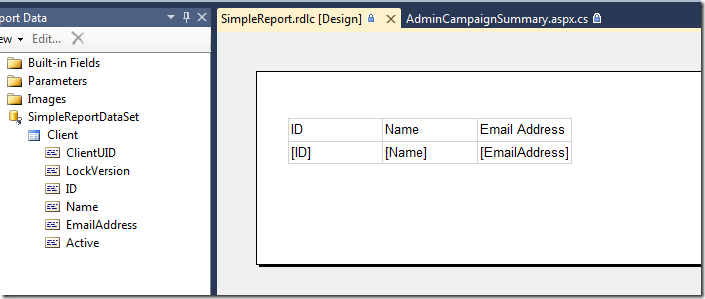 port Data
ew
Edit...
Built-in Fields
Parameters
Images
SimpleReportDataSet
Client
ClientUID
LockVersion
ID
Name
EmailAddress
Active
SimpleReport.rdlc [Design]
AdminCampaignSummary.aspx.cs
ID Name Email Address
[ID] [Name] [EmailAddress]